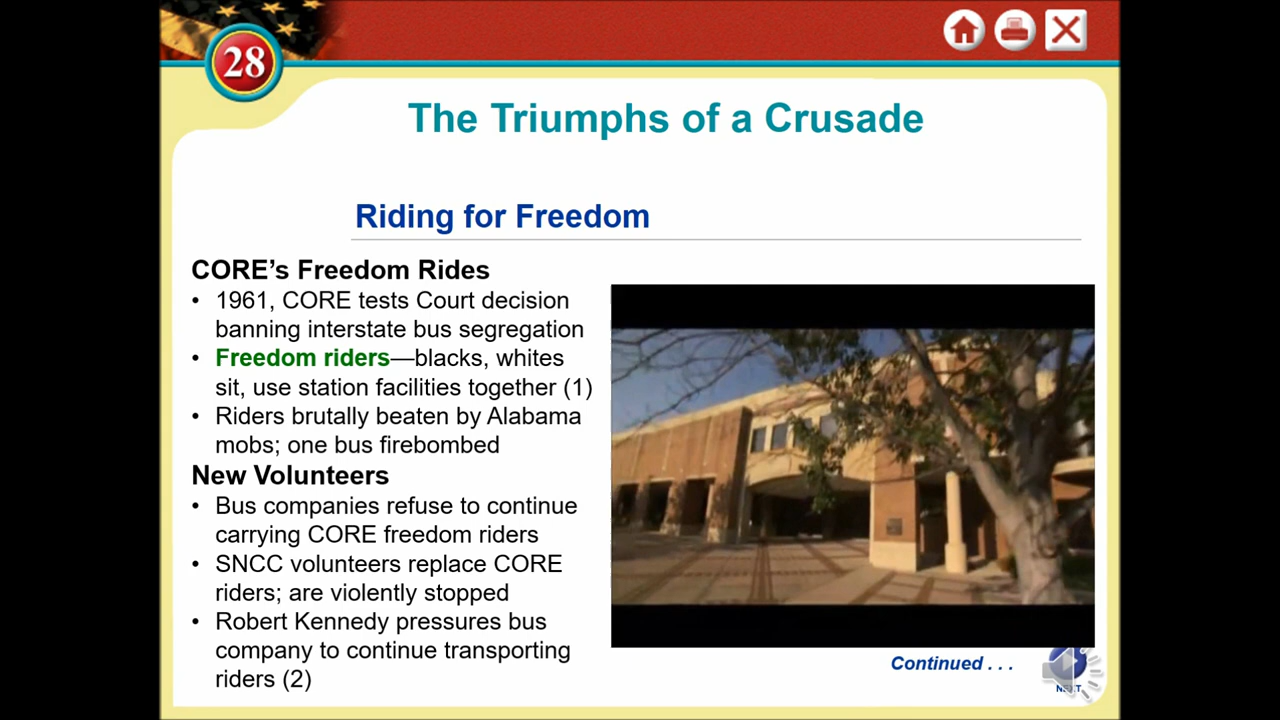 28
The Triumphs of a Crusade
Riding for Freedom
CORE’s Freedom Rides
• 1961, CORE tests Court decision
banning interstate bus segregation
• Freedom riders—blacks, whites
sit, use station facilities together (1)
• Riders brutally beaten by Alabama
mobs; one bus firebombed
New Volunteers
• Bus companies refuse to continue
carrying CORE freedom riders
• SNCC volunteers replace CORE
riders; are violently stopped
• Robert Kennedy pressures bus
company to continue transporting
riders (2)
Continued . . .
NEXT